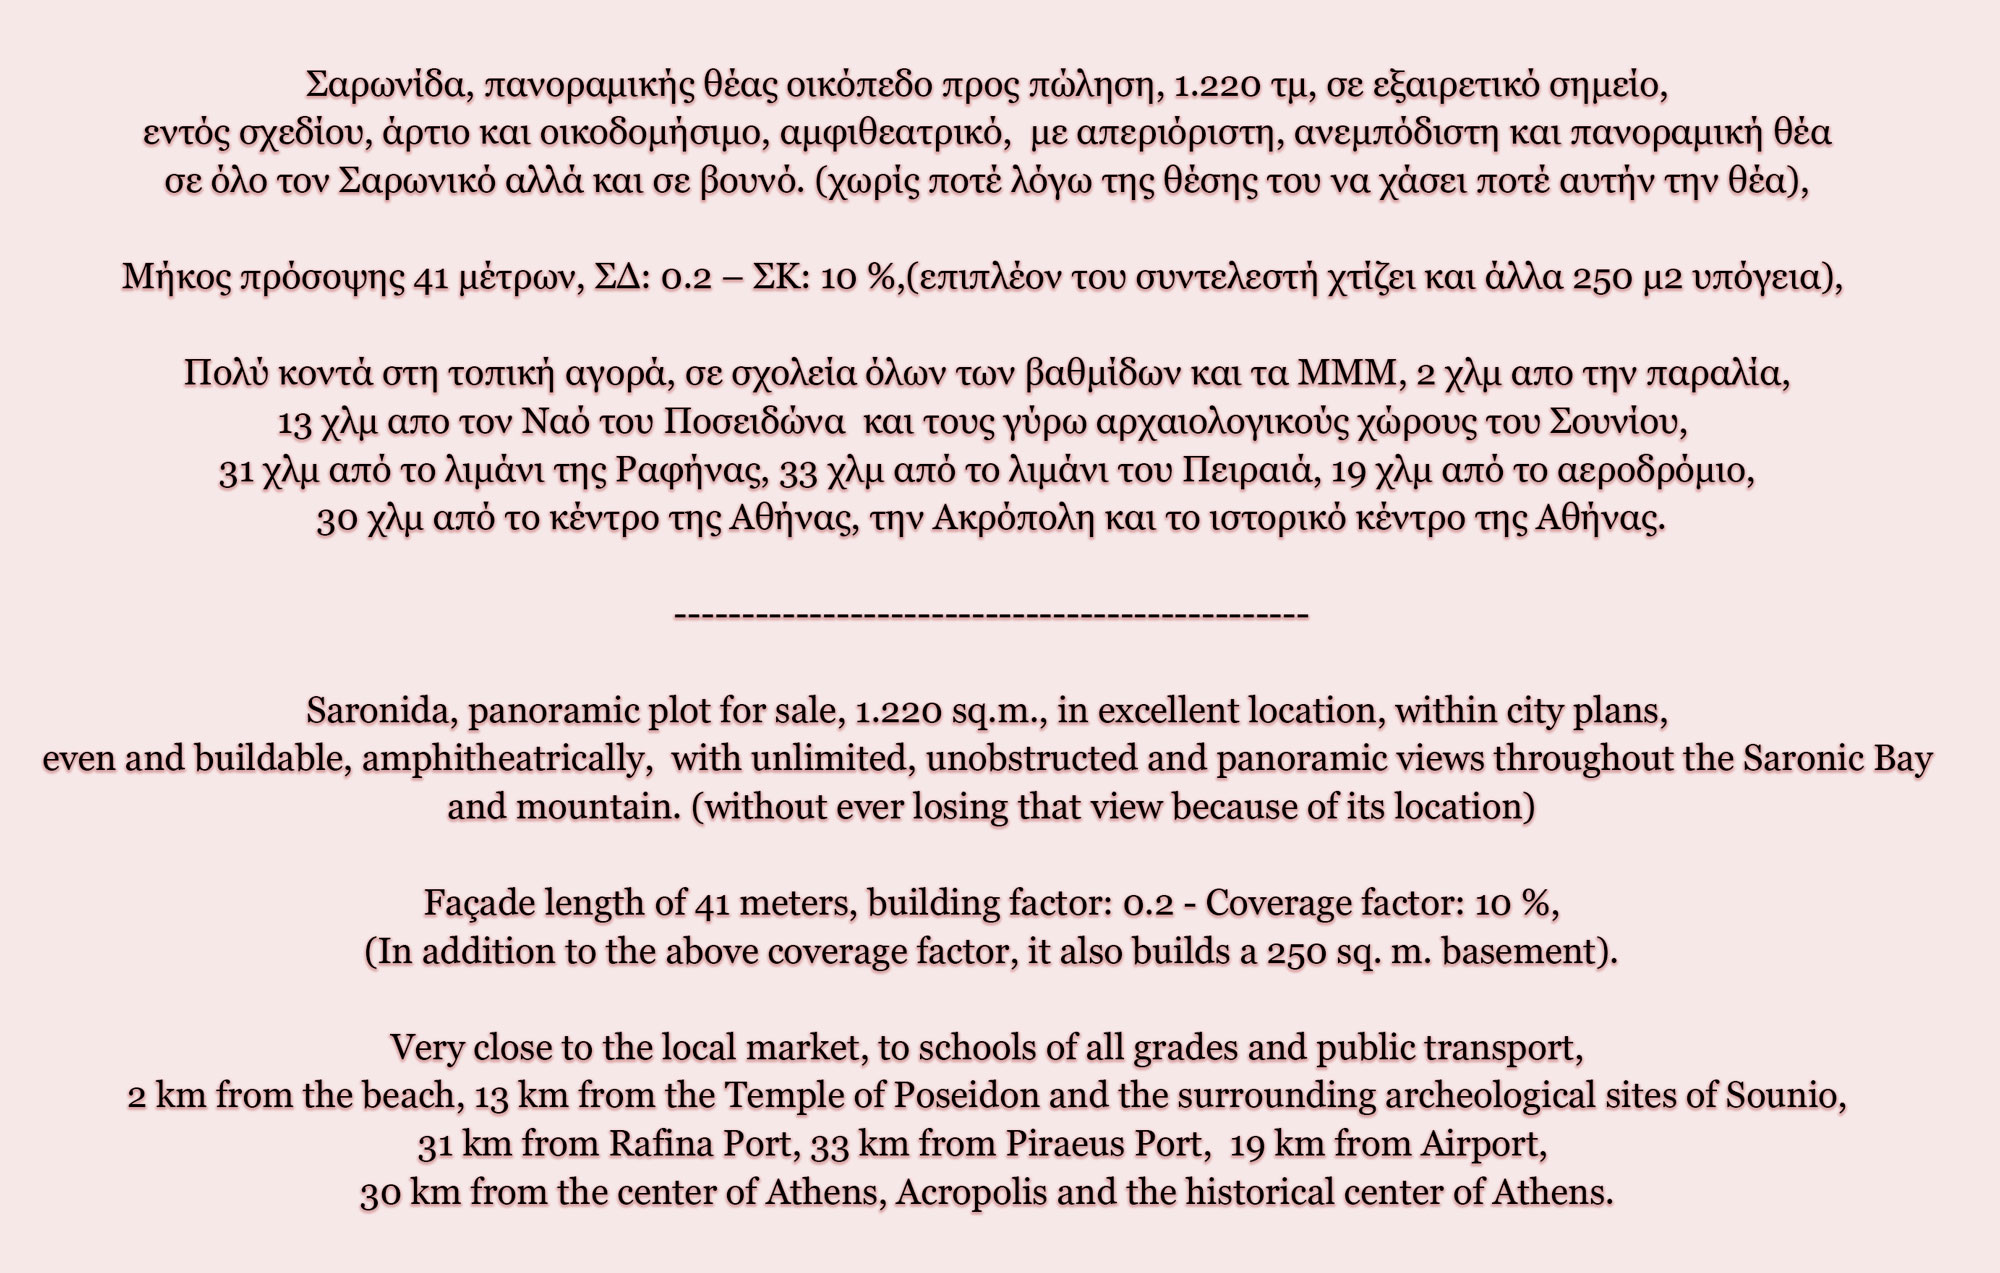 Σαρωνίδα, πανοραμικής θέας οικόπεδο προς πώληση, 1.220 τμ, σε εξαιρετικό σημείο,
εντός σχεδίου, άρτιο και οικοδομήσιμο, αμφιθεατρικό,  με απεριόριστη, ανεμπόδιστη και πανοραμική θέα
σε όλο τον Σαρωνικό αλλά και σε βουνό. (χωρίς ποτέ λόγω της θέσης του να χάσει ποτέ αυτήν την θέα),
Μήκος πρόσοψης 41 μέτρων, ΣΔ: 0.2 – ΣΚ: 10 %,(επιπλέον του συντελεστή χτίζει και άλλα 250 μ2 υπόγεια),
Πολύ κοντά στη τοπική αγορά, σε σχολεία όλων των βαθμίδων και τα ΜΜΜ, 2 χλμ απο την παραλία,
13 χλμ απο τον Ναό του Ποσειδώνα  και τους γύρω αρχαιολογικούς χώρους του Σουνίου,
31 χλμ από το λιμάνι της Ραφήνας, 33 χλμ από το λιμάνι του Πειραιά, 19 χλμ από το αεροδρόμιο,
30 χλμ από το κέντρο της Αθήνας, την Ακρόπολη και το ιστορικό κέντρο της Αθήνας.
-----------------------------------------------
Saronida, panoramic plot for sale, 1.220 sq.m., in excellent location, within city plans,
even and buildable, amphitheatrically,  with unlimited, unobstructed and panoramic views throughout the Saronic Bay
and mountain. (without ever losing that view because of its location)
Façade length of 41 meters, building factor: 0.2 - Coverage factor: 10 %,
(In addition to the above coverage factor, it also builds a 250 sq. m. basement).
Very close to the local market, to schools of all grades and public transport,
2 km from the beach, 13 km from the Temple of Poseidon and the surrounding archeological sites of Sounio,
31 km from Rafina Port, 33 km from Piraeus Port,  19 km from Airport,
30 km from the center of Athens, Acropolis and the historical center of Athens.